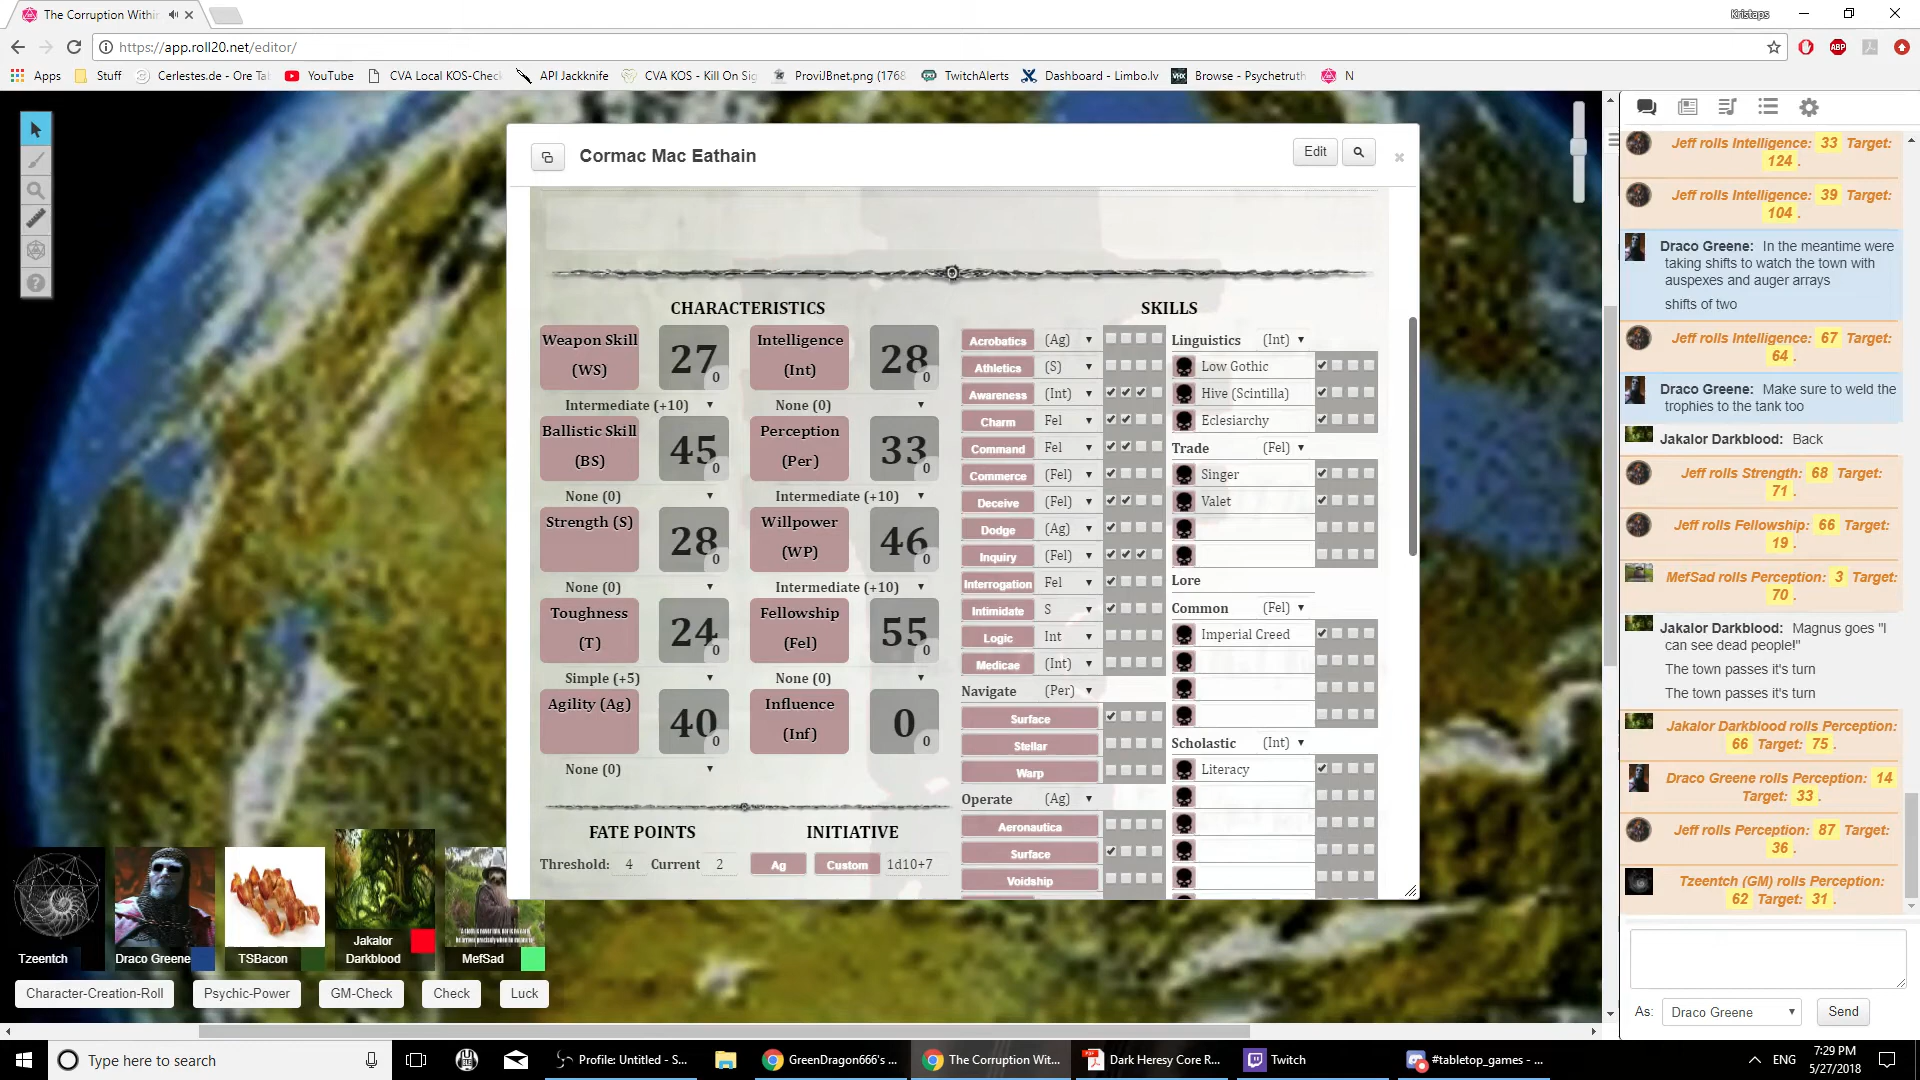 The Corruption Within
Kristaps
https://app.roll20.net/editor/
ABP
Apps
Stuff
Cerlestes.de - Ore Ta
YouTube
CVA Local KOS-Chec
API Jackknife
CVA KOS - Kill On Sig
ProviJBnet.png (1768
TwitchAlerts
Dashboard - Limbo.lv
VHX
Browse - Psychetruth
N
Cormac Mac Eathain
Edit
CHARACTERISTICS
Weapon Skill
(WS)
27
0
Intelligence
(Int)
28
0
Intermediate (+10)
None (0)
Ballistic Skill
(BS)
45
0
Perception
(Per)
33
0
None (0)
Intermediate (+10)
Strength (S)
28
0
Willpower
(WP)
46
0
None (0)
Intermediate (+10)
Toughness
(T)
24
0
Fellowship
(Fel)
55
0
Simple (+5)
None (0)
Agility (Ag)
40
0
Influence
(Inf)
0
0
None (0)
FATE POINTS
Threshold: 4 Current 2
INITIATIVE
Ag
Custom
1d10+7
SKILLS
Acrobatics (Ag)
Athletics (S)
Awareness (Int)
Charm Fel
Command Fel
Commerce (Fel)
Deceive (Fel)
Dodge (Ag)
Inquiry (Fel)
Interrogation Fel
Intimidate S
Logic Int
Medicae (Int)
Navigate (Per)
Surface
Stellar
Warp
Operate (Ag)
Aeronautica
Surface
Voidship
Linguistics (Int)
Low Gothic
Hive (Scintilla)
Eclesiarchy
Trade (Fel)
Singer
Valet
Lore
Common (Fel)
Imperial Creed
Scholastic (Int)
Literacy
Jeff rolls Intelligence: 33 Target:
124 .
Jeff rolls Intelligence: 39 Target:
104 .
Draco Greene: In the meantime were
taking shifts to watch the town with
auspexes and auger arrays
shifts of two
Jeff rolls Intelligence: 67 Target:
64 .
Draco Greene: Make sure to weld the
trophies to the tank too
Jakalor Darkblood: Back
Jeff rolls Strength: 68 Target:
71 .
Jeff rolls Fellowship: 66 Target:
19 .
MefSad rolls Perception: 3 Target:
70 .
Jakalor Darkblood: Magnus goes "I
can see dead people!"
The town passes it's turn
The town passes it's turn
Jakalor Darkblood rolls Perception:
66 Target: 75 .
Draco Greene rolls Perception: 14
Target: 33 .
Jeff rolls Perception: 87 Target:
36 .
Tzeentch (GM) rolls Perception:
62 Target: 31 .
As:
Draco Greene
Send
Tzeentch
Draco Greene
TSBacon
Jakalor
Darkblood
MefSad
Character-Creation-Roll
Psychic-Power
GM-Check
Check
Luck
Type here to search
Profile: Untitled - S...
GreenDragon666's ...
The Corruption Wit...
Dark Heresy Core R...
Twitch
#tabletop_games - ...
ENG
7:29 PM
5/27/2018